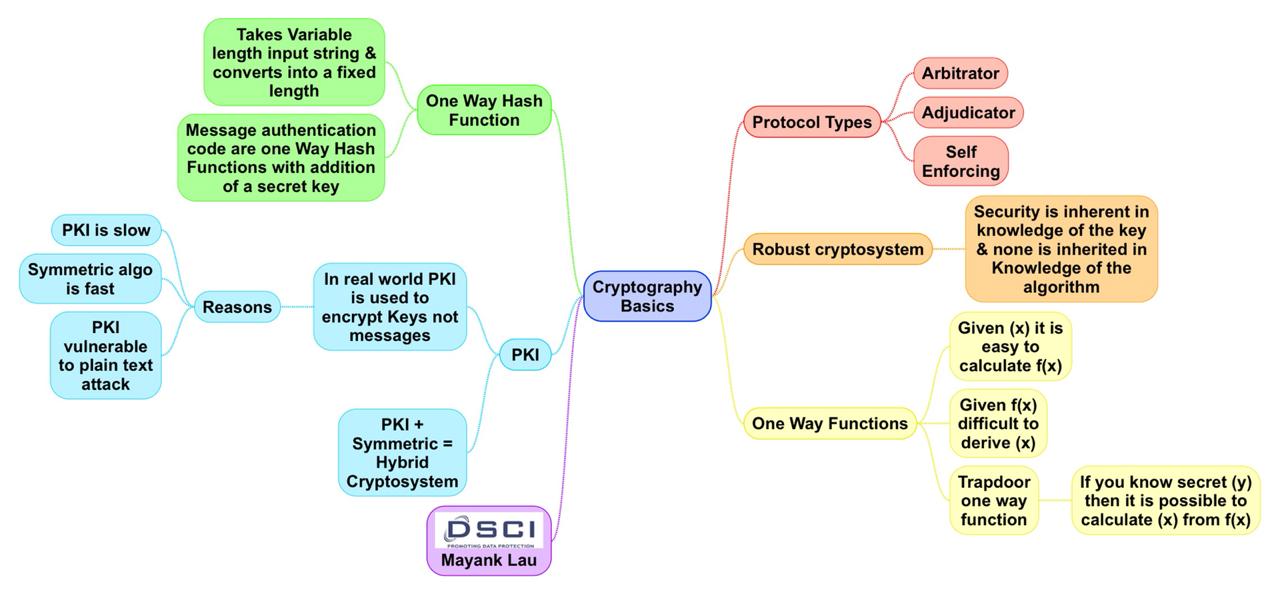 Cryptography
Basics
Protocol Types
Arbitrator
Adjudicator
Self
Enforcing
Robust cryptosystem
Security is inherent in
knowledge of the key
& none is inherited in
Knowledge of the
algorithm
One Way Functions
Given (x) it is
easy to
calculate f(x)
Given f(x)
difficult to
derive (x)
Trapdoor
one way
function
If you know secret (y)
then it is possible to
calculate (x) from f(x)
One Way Hash
Function
Takes Variable
length input string &
converts into a fixed
length
Message authentication
code are one Way Hash
Functions with addition
of a secret key
PKI
In real world PKI
is used to
encrypt Keys not
messages
Reasons
PKI is slow
Symmetric algo
is fast
PKI
vulnerable
to plain text
attack
PKI +
Symmetric =
Hybrid
Cryptosystem
DSCI
PROMOTING DATA PROTECTION
Mayank Lau